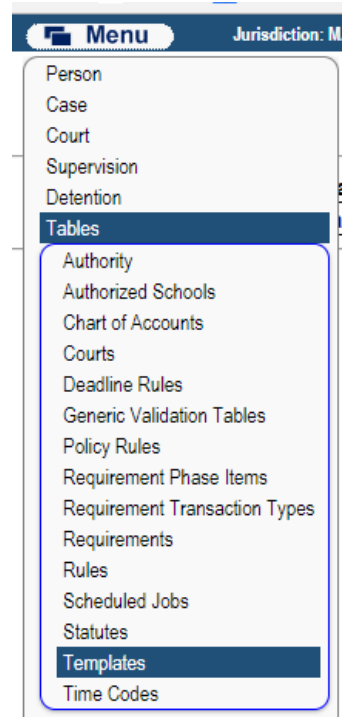 Menu Jurisdiction:
Person
Case
Court
Supervision
Detention
Tables
Authority
Authorized Schools
Chart of Accounts
Courts
Deadline Rules
Generic Validation Tables
Policy Rules
Requirement Phase Items
Requirement Transaction Types
Requirements
Rules
Scheduled Jobs
Statutes
Templates
Time Codes